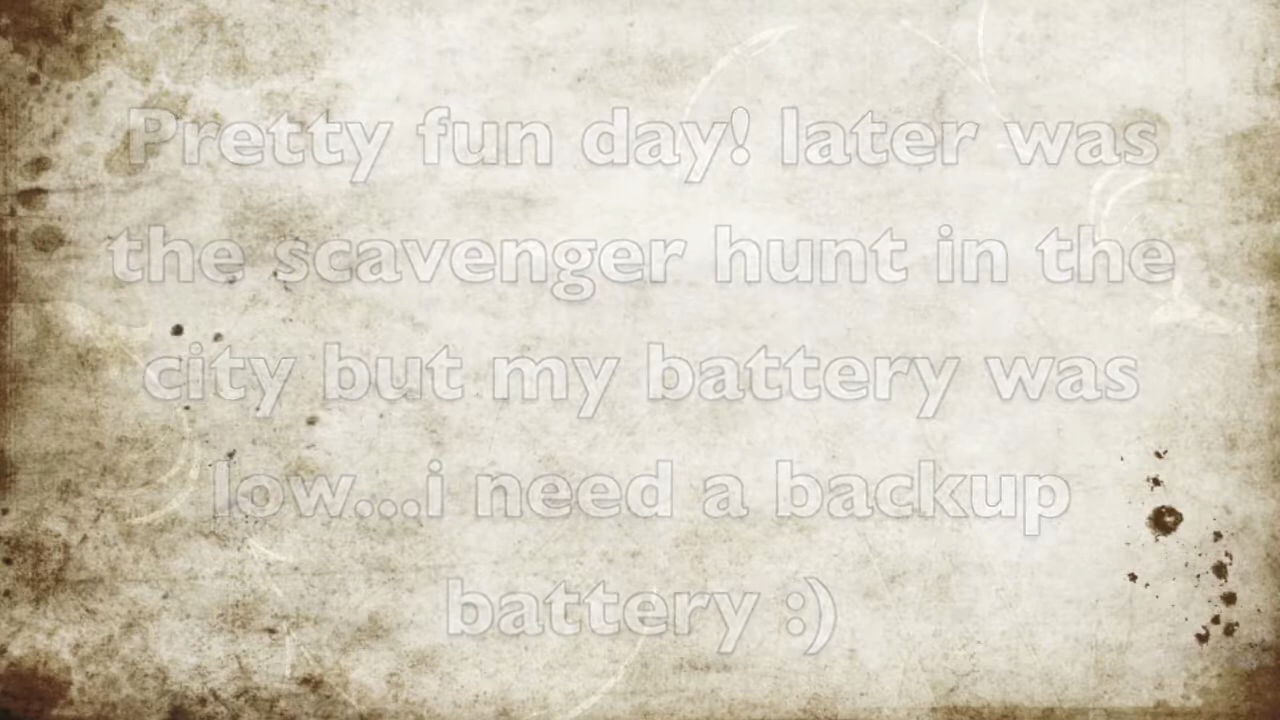 Pretty fun day! later was
the scavenger hunt in the
city but my battery was
low...i need a backup
battery :)